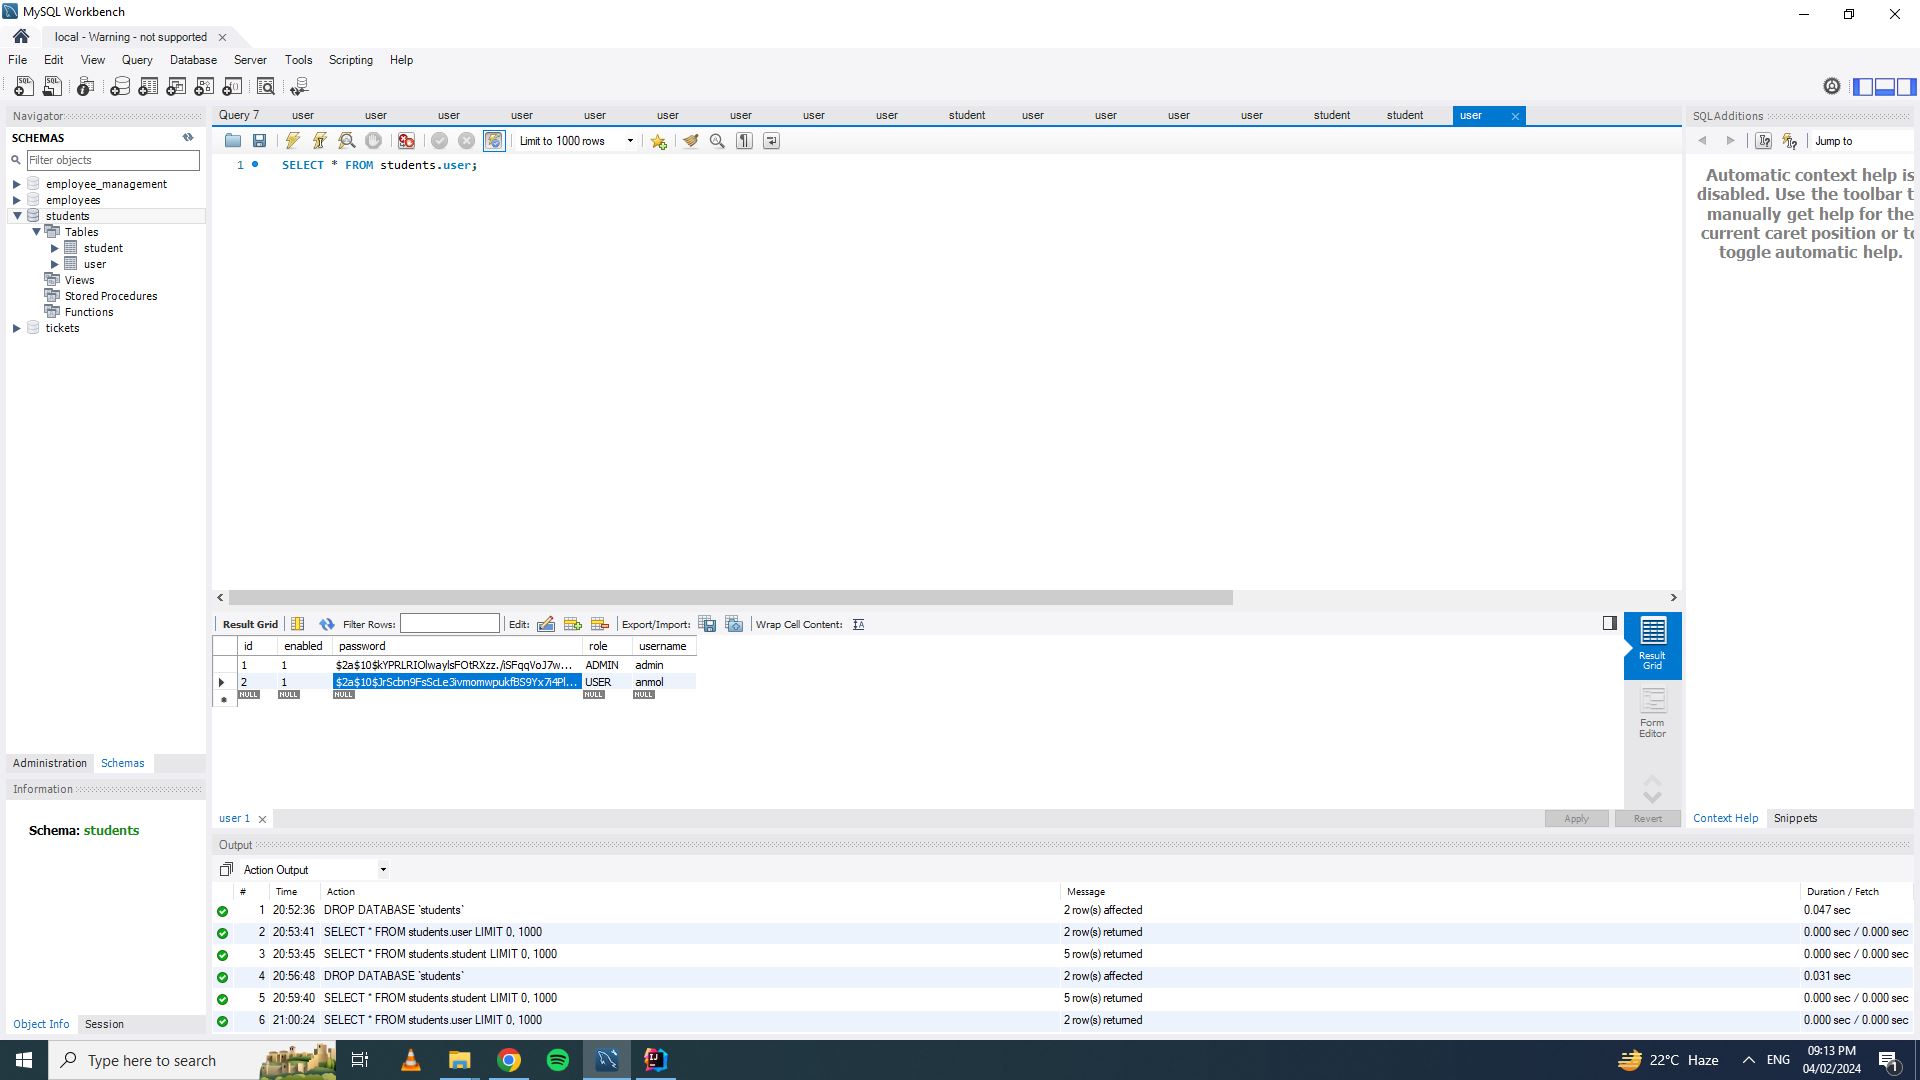 MySQL Workbench
local - Warning - not supported
File Edit View Query Database Server Tools Scripting Help
Navigator
SCHEMAS
Filter objects
employee_management
employees
students
Tables
student
user
Views
Stored Procedures
Functions
tickets
Administration Schemas
Information
Schema: students
Object Info Session
Query 7 user user user user user user user user user student user user user user student student user
Limit to 1000 rows
1 SELECT * FROM students.user;
Result Grid Filter Rows: Edit: Export/Import: Wrap Cell Content:
id enabled password role username
1 1 $2a$10$kYPRLRIOlwaylsFOtRXzz./iSFqqVoJ7w... ADMIN admin
2 1 $2a$10$JrScbn9FsScLe3ivmomwpukfBS9Yx7i4Pl... USER anmol
NULL NULL NULL NULL NULL
Result Grid
Form Editor
user 1
Apply Revert
Output
Action Output
# Time Action Message Duration / Fetch
1 20:52:36 DROP DATABASE `students` 2 row(s) affected 0.047 sec
2 20:53:41 SELECT * FROM students.user LIMIT 0, 1000 2 row(s) returned 0.000 sec / 0.000 sec
3 20:53:45 SELECT * FROM students.student LIMIT 0, 1000 5 row(s) returned 0.000 sec / 0.000 sec
4 20:56:48 DROP DATABASE `students` 2 row(s) affected 0.031 sec
5 20:59:40 SELECT * FROM students.student LIMIT 0, 1000 5 row(s) returned 0.000 sec / 0.000 sec
6 21:00:24 SELECT * FROM students.user LIMIT 0, 1000 2 row(s) returned 0.000 sec / 0.000 sec
SQLAdditions
Jump to
Automatic context help is
disabled. Use the toolbar t
manually get help for the
current caret position or to
toggle automatic help.
Context Help Snippets
Type here to search
22°C Haze
ENG
09:13 PM
04/02/2024
1